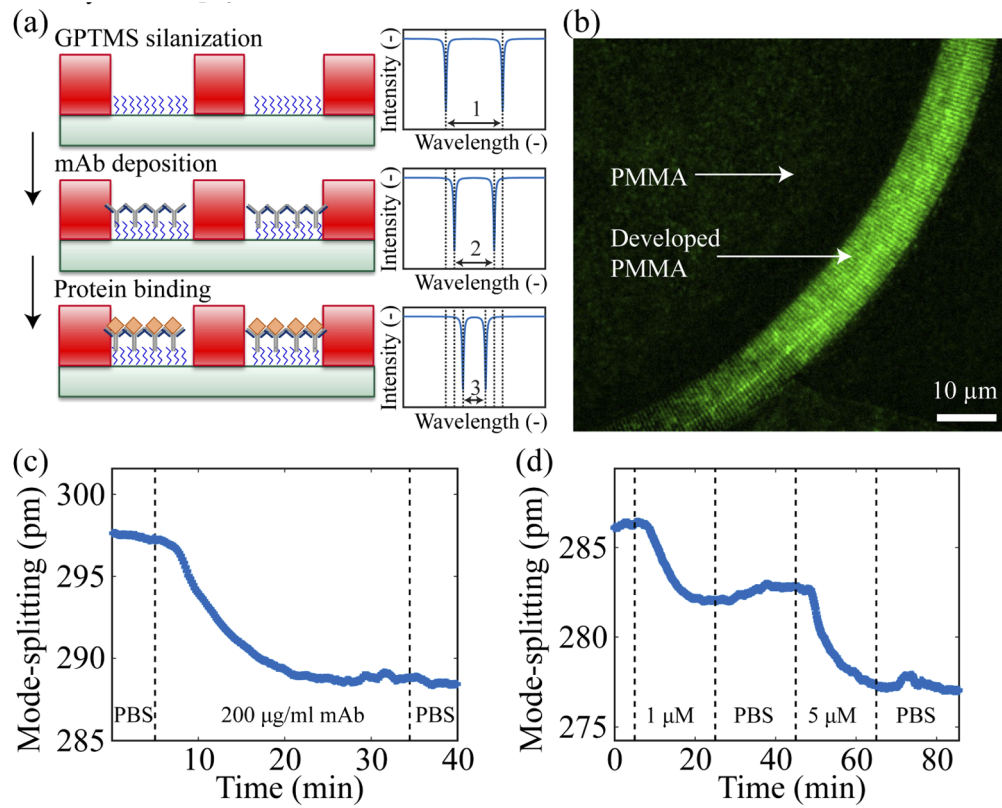 (a)
GPTMS silanization
mAb deposition
Protein binding
Intensity (-)
1
Wavelength (-)
Intensity (-)
2
Wavelength (-)
Intensity (-)
3
Wavelength (-)
(b)
PMMA
Developed
PMMA
10 µm
(c)
Mode-splitting (pm)
300
295
290
285
PBS
200 µg/ml mAb
PBS
10
20
30
40
Time (min)
(d)
Mode-splitting (pm)
285
280
275
1 µM
PBS
5 µM
PBS
0
20
40
60
80
Time (min)